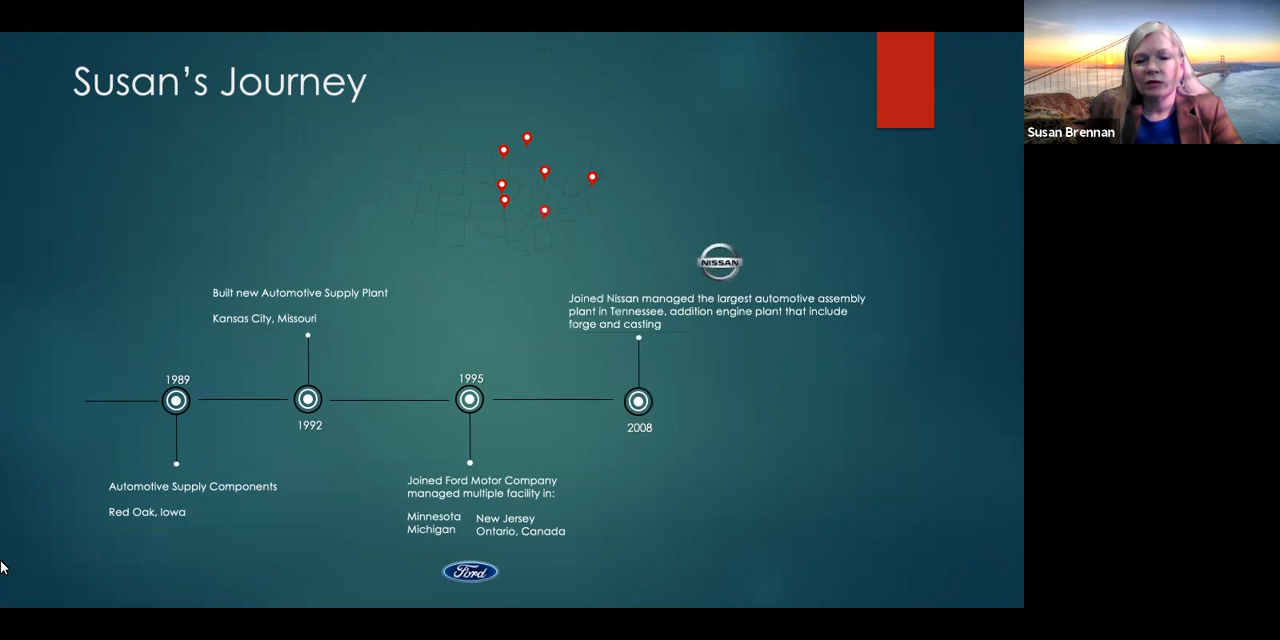 Susan's Journey
Susan Brennan
NISSAN
Built new Automotive Supply Plant
Kansas City, Missouri
Joined Nissan managed the largest automotive assembly
plant in Tennessee, addition engine plant that include
forge and casting
1989
1992
1995
2008
Automotive Supply Components
Red Oak, Iowa
Joined Ford Motor Company
managed multiple facility in:
Minnesota
Michigan
New Jersey
Ontario, Canada
Ford